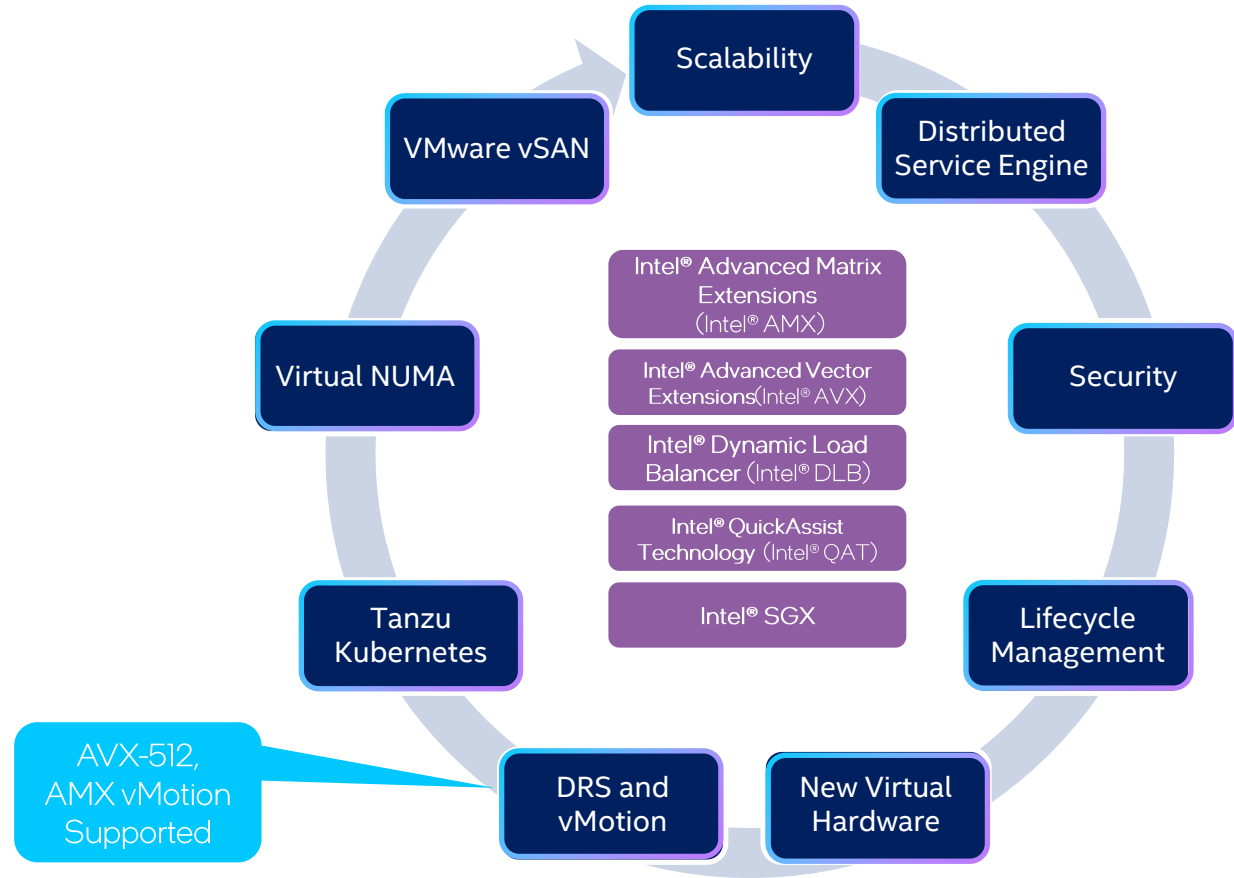 Scalability
Distributed
Service Engine
Security
Lifecycle
Management
New Virtual
Hardware
DRS and
vMotion
Tanzu
Kubernetes
Virtual NUMA
VMware vSAN
Intel® Advanced Matrix
Extensions
(Intel® AMX)
Intel® Advanced Vector
Extensions(Intel® AVX)
Intel® Dynamic Load
Balancer (Intel® DLB)
Intel® QuickAssist
Technology (Intel® QAT)
Intel® SGX
AVX-512,
AMX vMotion
Supported